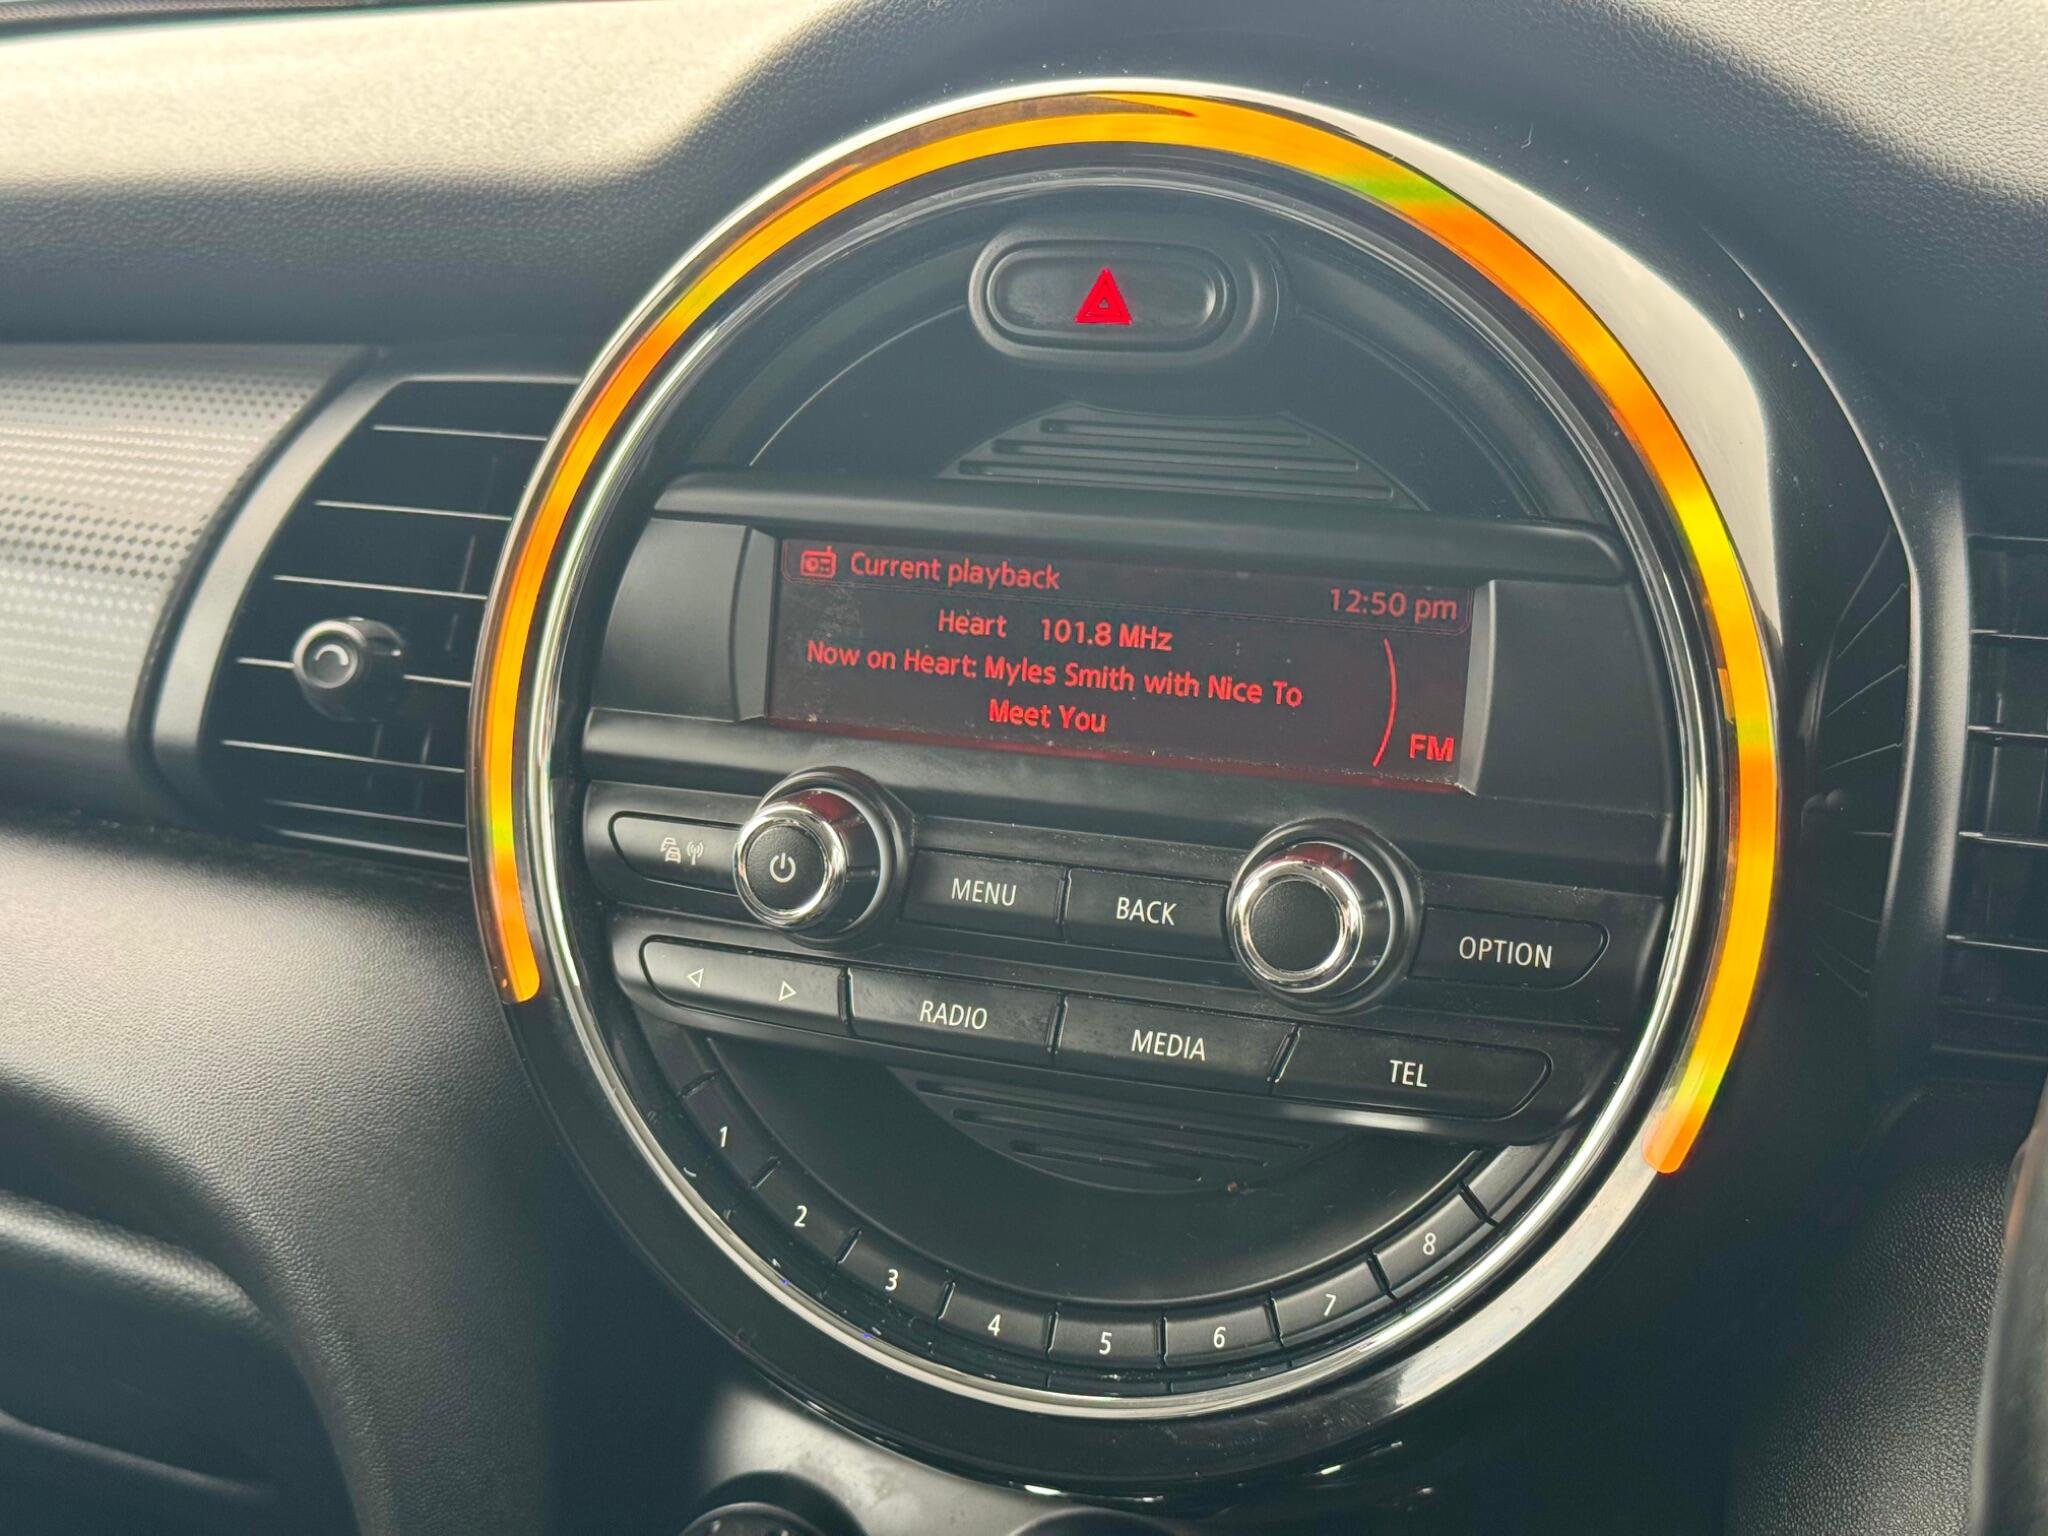 Current playback
12:50 pm
Heart 101.8 MHz
Now on Heart: Myles Smith with Nice To
Meet You
FM
MENU
BACK
OPTION
RADIO
MEDIA
TEL
1
2
3
4
5
6
7
8